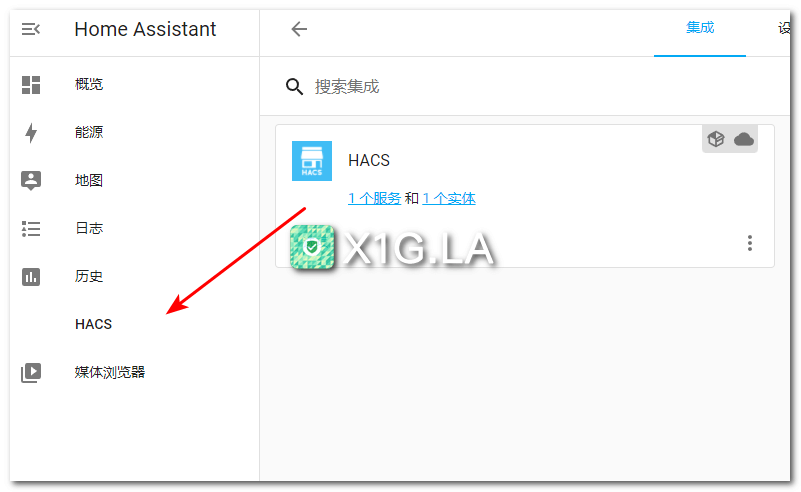 Home Assistant
集成
设
概览
搜索集成
能源
HACS
HACS
地图
1 个服务 和 1 个实体
日志
X1G.LA
历史
HACS
媒体浏览器